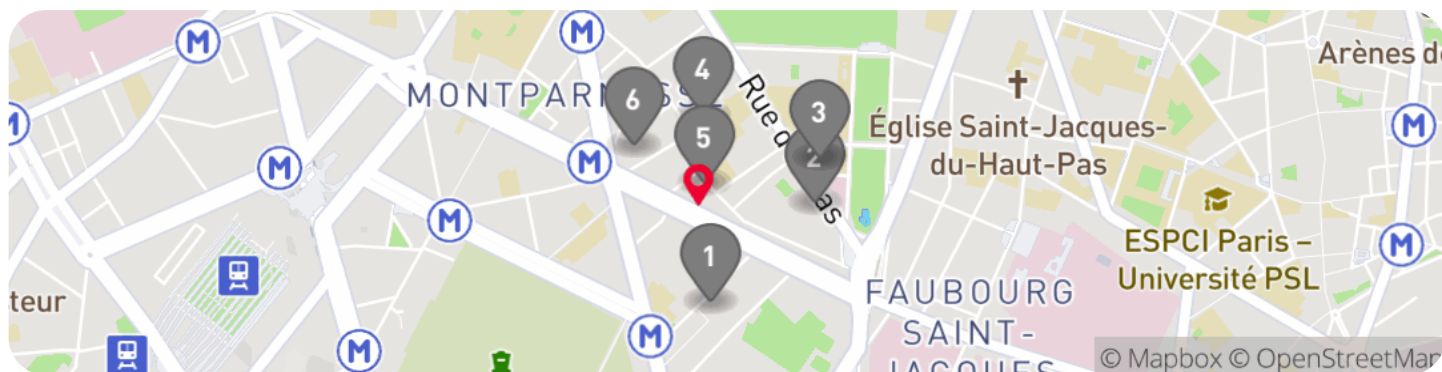 M
M
Arènes de
4
MONTPARNASSE
6
3
M
Église Saint-Jacques-
du-Haut-Pas
5
M
2
M
Rue d as
M
ESPCI Paris –
Université PSL
M
1
teur
FAUBOURG
SAINT-
JACQUES
M
M
© Mapbox © OpenStreetMap